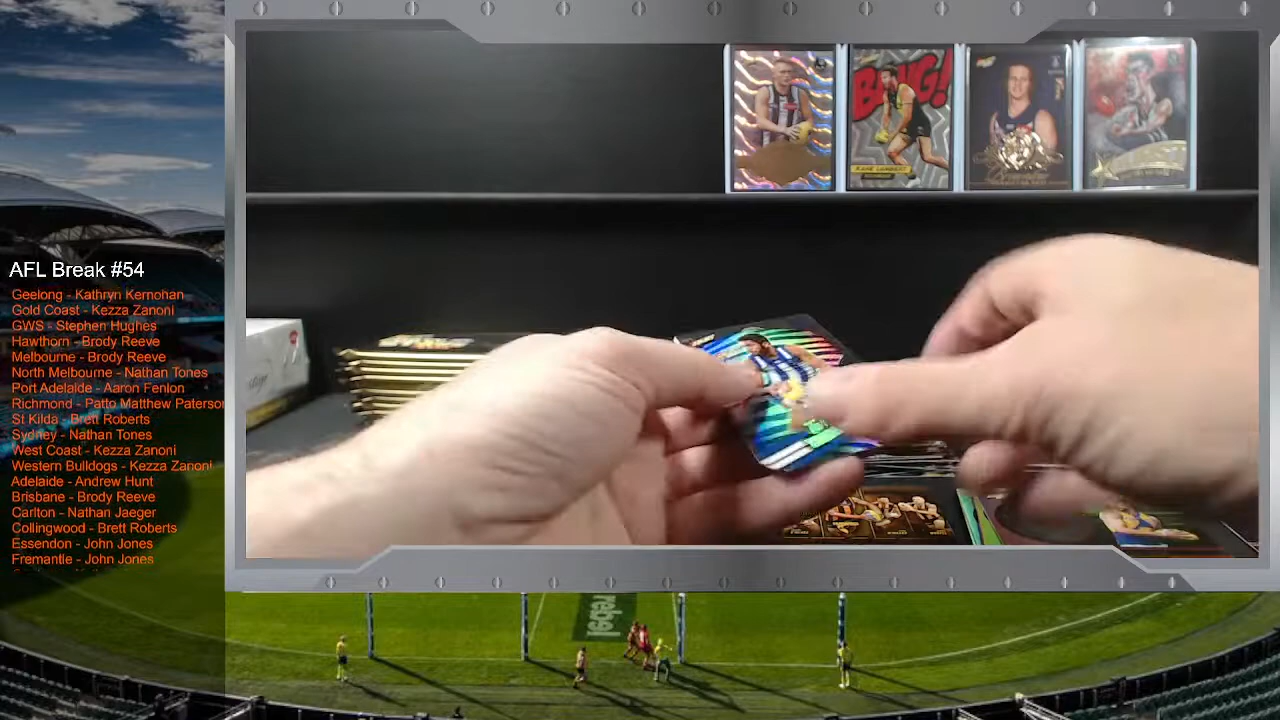 AFL Break #54
Geelong - Kathryn Kernohan
Gold Coast - Kezza Zanoni
GWS - Stephen Hughes
Hawthorn - Brody Reeve
Melbourne - Brody Reeve
North Melbourne - Nathan Tones
Port Adelaide - Aaron Fenlon
Richmond - Patto Matthew Paterson
St Kilda - Brett Roberts
Sydney - Nathan Tones
West Coast - Kezza Zanoni
Western Bulldogs - Kezza Zanoni
Adelaide - Andrew Hunt
Brisbane - Brody Reeve
Carlton - Nathan Jaeger
Collingwood - Brett Roberts
Essendon - John Jones
Fremantle - John Jones
BANG!
KANE LAMBERT
rebel